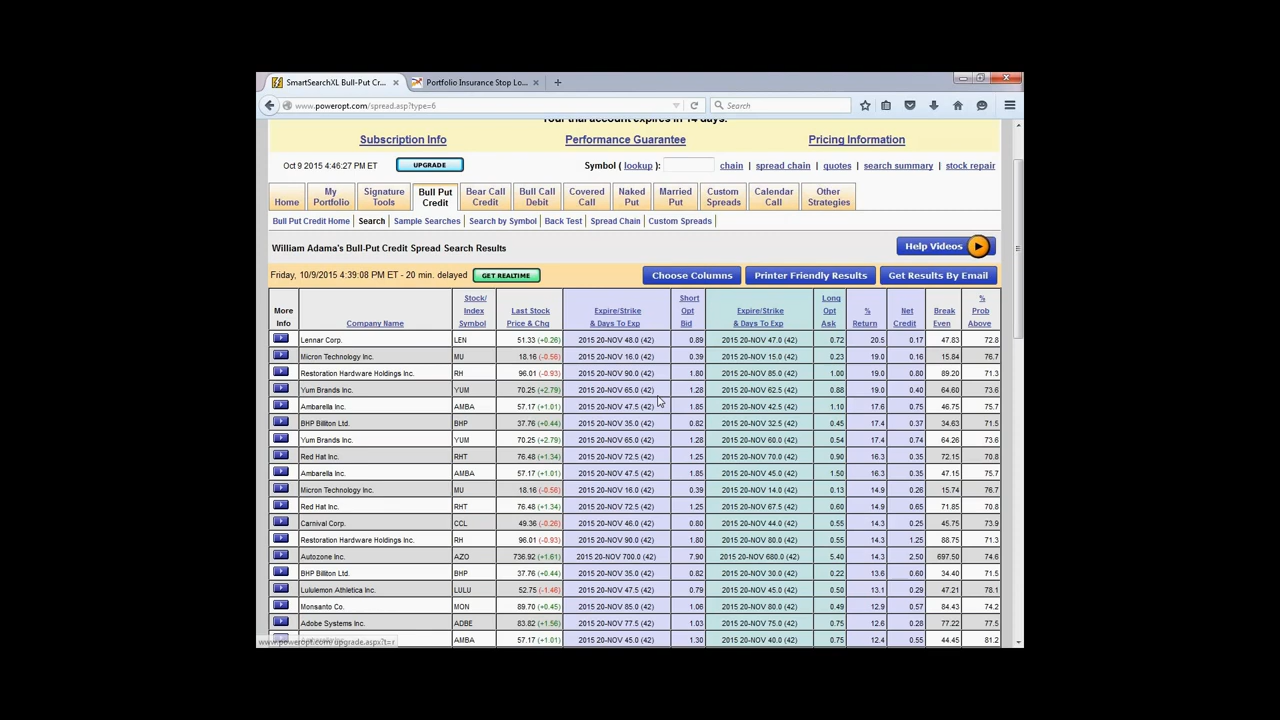 SmartSearchXL Bull-Put Cr... Portfolio Insurance Stop Lo...
www.poweropt.com/spread.asp?type=6 Search
Your trial account expires in 14 days.
Subscription Info Performance Guarantee Pricing Information
Oct 9 2015 4:46:27 PM ET UPGRADE Symbol ( lookup ): chain | spread chain | quotes | search summary | stock repair
Home My Portfolio Signature Tools Bull Put Credit Bear Call Credit Bull Call Debit Covered Call Naked Put Married Put Custom Spreads Calendar Call Other Strategies
Bull Put Credit Home | Search | Sample Searches | Search by Symbol | Back Test | Spread Chain | Custom Spreads |
William Adama's Bull-Put Credit Spread Search Results Help Videos
Friday, 10/9/2015 4:39:08 PM ET - 20 min. delayed GET REALTIME Choose Columns Printer Friendly Results Get Results By Email
More Info Company Name Stock/ Index Symbol Last Stock Price & Chg Expire/Strike & Days To Exp Short Opt Bid Expire/Strike & Days To Exp Long Opt Ask % Return Net Credit Break Even % Prob Above
Lennar Corp. LEN 51.33 (+0.26) 2015 20-NOV 48.0 (42) 0.89 2015 20-NOV 47.0 (42) 0.72 20.5 0.17 47.83 72.8
Micron Technology Inc. MU 18.16 (-0.56) 2015 20-NOV 16.0 (42) 0.39 2015 20-NOV 15.0 (42) 0.23 19.0 0.16 15.84 76.7
Restoration Hardware Holdings Inc. RH 96.01 (-0.93) 2015 20-NOV 90.0 (42) 1.80 2015 20-NOV 85.0 (42) 1.00 19.0 0.80 89.20 71.3
Yum Brands Inc. YUM 70.25 (+2.79) 2015 20-NOV 65.0 (42) 1.28 2015 20-NOV 62.5 (42) 0.88 19.0 0.40 64.60 73.6
Ambarella Inc. AMBA 57.17 (+1.01) 2015 20-NOV 47.5 (42) 1.85 2015 20-NOV 42.5 (42) 1.10 17.6 0.75 46.75 75.7
BHP Billiton Ltd. BHP 37.76 (+0.44) 2015 20-NOV 35.0 (42) 0.82 2015 20-NOV 32.5 (42) 0.45 17.4 0.37 34.63 71.5
Yum Brands Inc. YUM 70.25 (+2.79) 2015 20-NOV 65.0 (42) 1.28 2015 20-NOV 60.0 (42) 0.54 17.4 0.74 64.26 73.6
Red Hat Inc. RHT 76.48 (+1.34) 2015 20-NOV 72.5 (42) 1.25 2015 20-NOV 70.0 (42) 0.90 16.3 0.35 72.15 70.8
Ambarella Inc. AMBA 57.17 (+1.01) 2015 20-NOV 47.5 (42) 1.85 2015 20-NOV 45.0 (42) 1.50 16.3 0.35 47.15 75.7
Micron Technology Inc. MU 18.16 (-0.56) 2015 20-NOV 16.0 (42) 0.39 2015 20-NOV 14.0 (42) 0.13 14.9 0.26 15.74 76.7
Red Hat Inc. RHT 76.48 (+1.34) 2015 20-NOV 72.5 (42) 1.25 2015 20-NOV 67.5 (42) 0.60 14.9 0.65 71.85 70.8
Carnival Corp. CCL 49.36 (-0.26) 2015 20-NOV 46.0 (42) 0.80 2015 20-NOV 44.0 (42) 0.55 14.3 0.25 45.75 73.9
Restoration Hardware Holdings Inc. RH 96.01 (-0.93) 2015 20-NOV 90.0 (42) 1.80 2015 20-NOV 80.0 (42) 0.55 14.3 1.25 88.75 71.3
Autozone Inc. AZO 736.92 (+1.61) 2015 20-NOV 700.0 (42) 7.90 2015 20-NOV 680.0 (42) 5.40 14.3 2.50 697.50 74.6
BHP Billiton Ltd. BHP 37.76 (+0.44) 2015 20-NOV 35.0 (42) 0.82 2015 20-NOV 30.0 (42) 0.22 13.6 0.60 34.40 71.5
Lululemon Athletica Inc. LULU 52.75 (-1.46) 2015 20-NOV 47.5 (42) 0.79 2015 20-NOV 45.0 (42) 0.50 13.1 0.29 47.21 78.1
Monsanto Co. MON 89.70 (+0.45) 2015 20-NOV 85.0 (42) 1.06 2015 20-NOV 80.0 (42) 0.49 12.9 0.57 84.43 74.2
Adobe Systems Inc. ADBE 83.82 (+1.56) 2015 20-NOV 77.5 (42) 1.03 2015 20-NOV 75.0 (42) 0.75 12.6 0.28 77.22 77.5
AMBA 57.17 (+1.01) 2015 20-NOV 45.0 (42) 1.30 2015 20-NOV 40.0 (42) 0.75 12.4 0.55 44.45 81.2
www.poweropt.com/upgrade.aspx?t=r